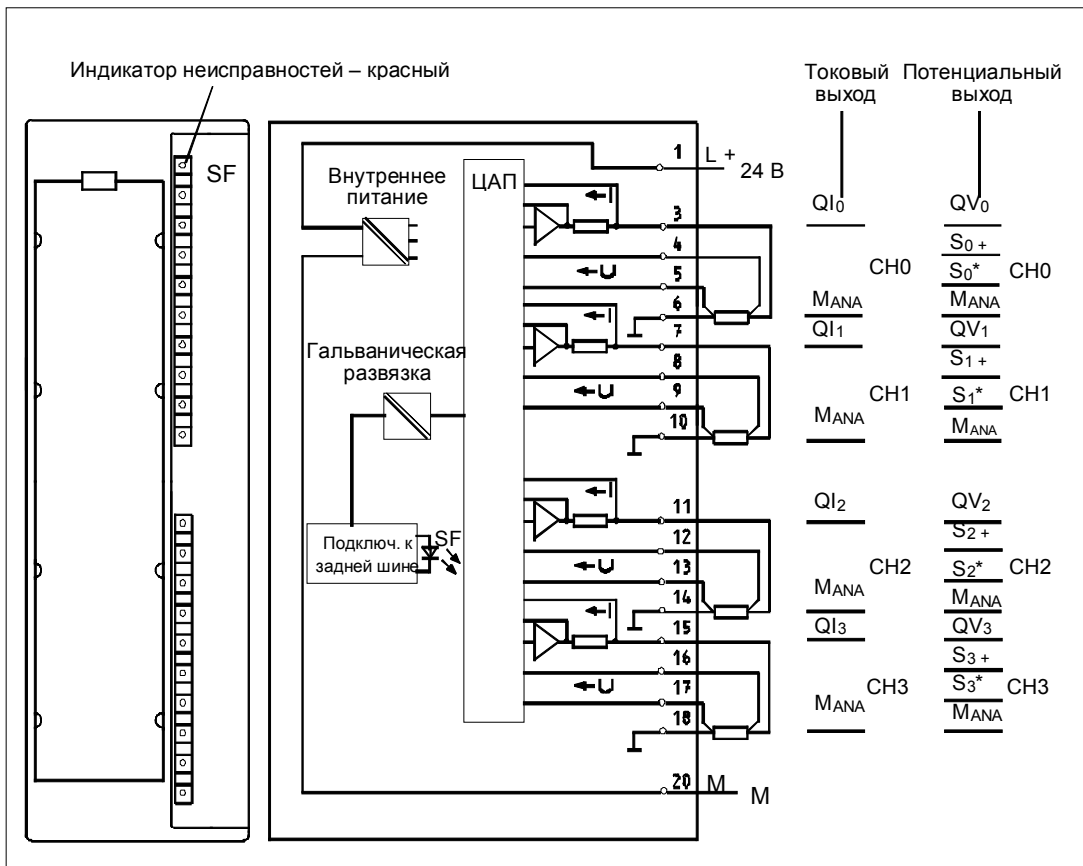 Индикатор неисправностей – красный
SF
Внутреннее
питание
ЦАП
Гальваническая
развязка
Подключ. к
задней шине
SF
1
L +
24 В
I
3
4
U
5
6
I
7
8
U
9
10
I
11
12
U
13
14
I
15
16
U
17
18
20
M
M
Токовый
выход
QI0
CH0
MANA
QI1
CH1
MANA
QI2
CH2
MANA
QI3
CH3
MANA
Потенциальный
выход
QV0
S0 +
S0* CH0
MANA
QV1
S1 +
S1* CH1
MANA
QV2
S2 +
S2* CH2
MANA
QV3
S3 +
S3* CH3
MANA